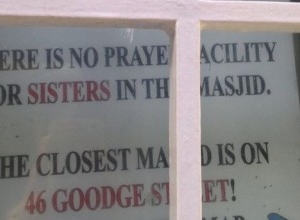 ERE IS NO PRAYE ACILITY
OR SISTERS IN TH MASJID.
HE CLOSEST MA D IS ON
46 GOODGE ST ET!